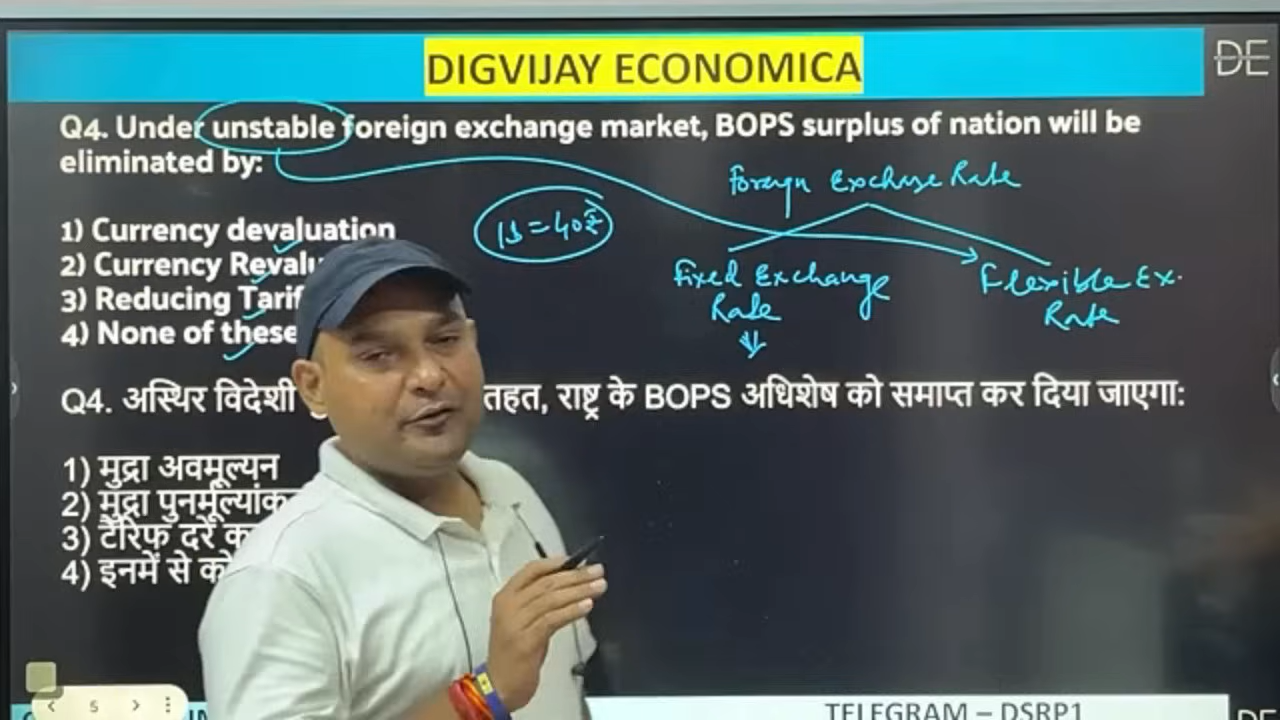 DIGVIJAY ECONOMICA
DE
Q4. Under unstable foreign exchange market, BOPS surplus of nation will be
eliminated by:
Foreign Exchange Rate
1$ = 40₹
1) Currency devaluation
2) Currency
3) Reducing
4) None of these
Fixed Exchange
Rate
Flexible Ex.
Rate
Q4. अस्थिर विदेशी तहत, राष्ट्र के BOPS अधिशेष को समाप्त कर दिया जाएगा:
1) मुद्रा अवमूल्यन
2) मुद्रा
3) टैरिफ दरें
4) इनमें से
5
TELEGRAM – DSRP1